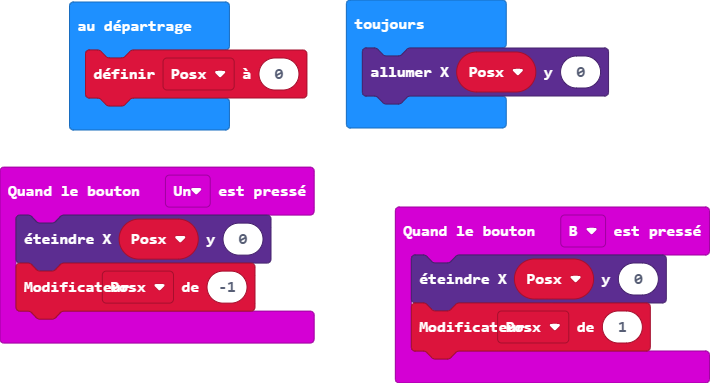 au départrage
définir Posx à 0
toujours
allumer X Posx y 0
Quand le bouton Un est pressé
éteindre X Posx y 0
Modificateur Posx de -1
Quand le bouton B est pressé
éteindre X Posx y 0
Modificateur Posx de 1